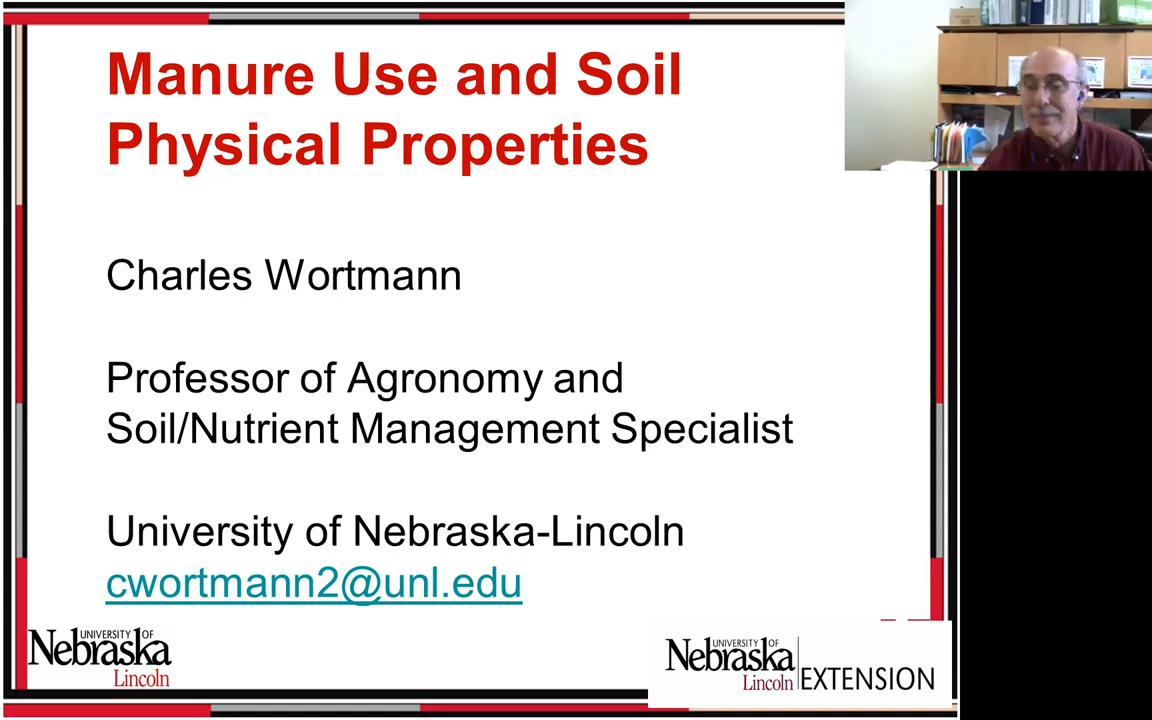 Manure Use and Soil
Physical Properties
Charles Wortmann
Professor of Agronomy and
Soil/Nutrient Management Specialist
University of Nebraska-Lincoln
cwortmann2@unl.edu
UNIVERSITY OF
Nebraska
Lincoln
UNIVERSITY OF
Nebraska
Lincoln
EXTENSION